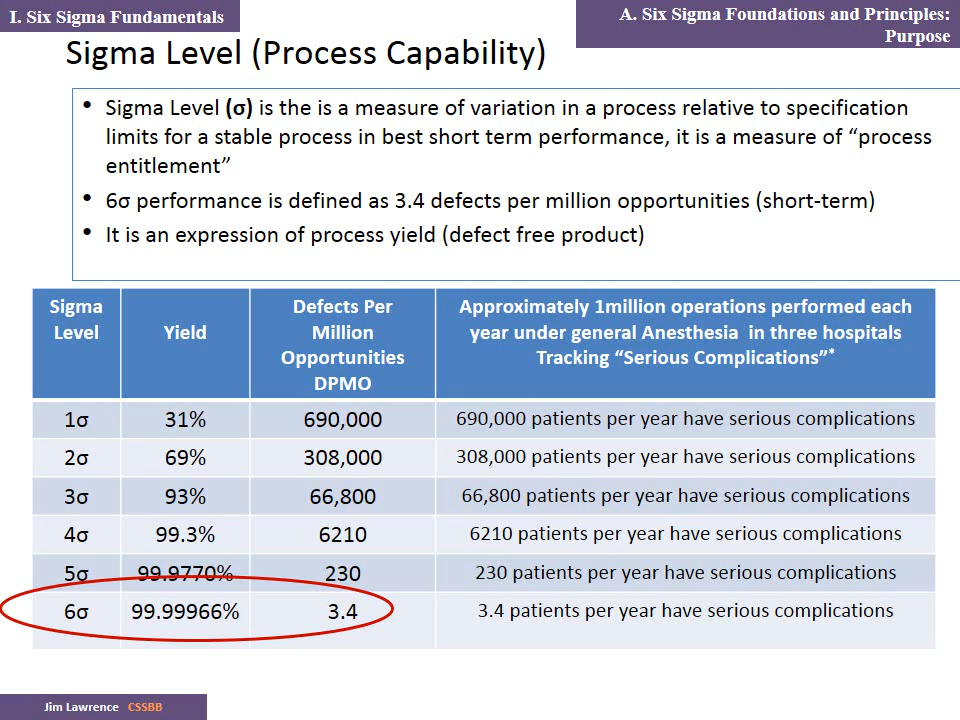 I. Six Sigma Fundamentals
A. Six Sigma Foundations and Principles:
Purpose
Sigma Level (Process Capability)
• Sigma Level (σ) is the is a measure of variation in a process relative to specification
limits for a stable process in best short term performance, it is a measure of “process
entitlement”
• 6σ performance is defined as 3.4 defects per million opportunities (short-term)
• It is an expression of process yield (defect free product)
Sigma
Level
Yield
Defects Per
Million
Opportunities
DPMO
Approximately 1million operations performed each
year under general Anesthesia in three hospitals
Tracking “Serious Complications”*
1σ 31% 690,000 690,000 patients per year have serious complications
2σ 69% 308,000 308,000 patients per year have serious complications
3σ 93% 66,800 66,800 patients per year have serious complications
4σ 99.3% 6210 6210 patients per year have serious complications
5σ 99.9770% 230 230 patients per year have serious complications
6σ 99.99966% 3.4 3.4 patients per year have serious complications
Jim Lawrence CSSBB